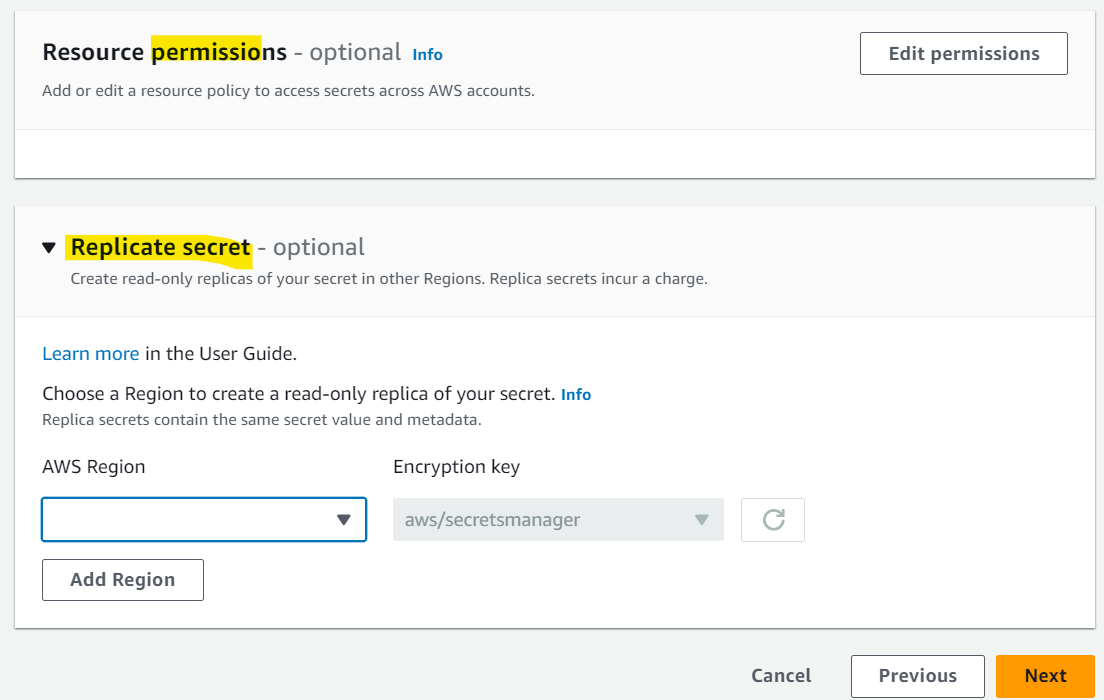 Resource permissions - optional Info
Edit permissions
Add or edit a resource policy to access secrets across AWS accounts.
Replicate secret - optional
Create read-only replicas of your secret in other Regions. Replica secrets incur a charge.
Learn more in the User Guide.
Choose a Region to create a read-only replica of your secret. Info
Replica secrets contain the same secret value and metadata.
AWS Region
Encryption key
aws/secretsmanager
Add Region
Cancel
Previous
Next